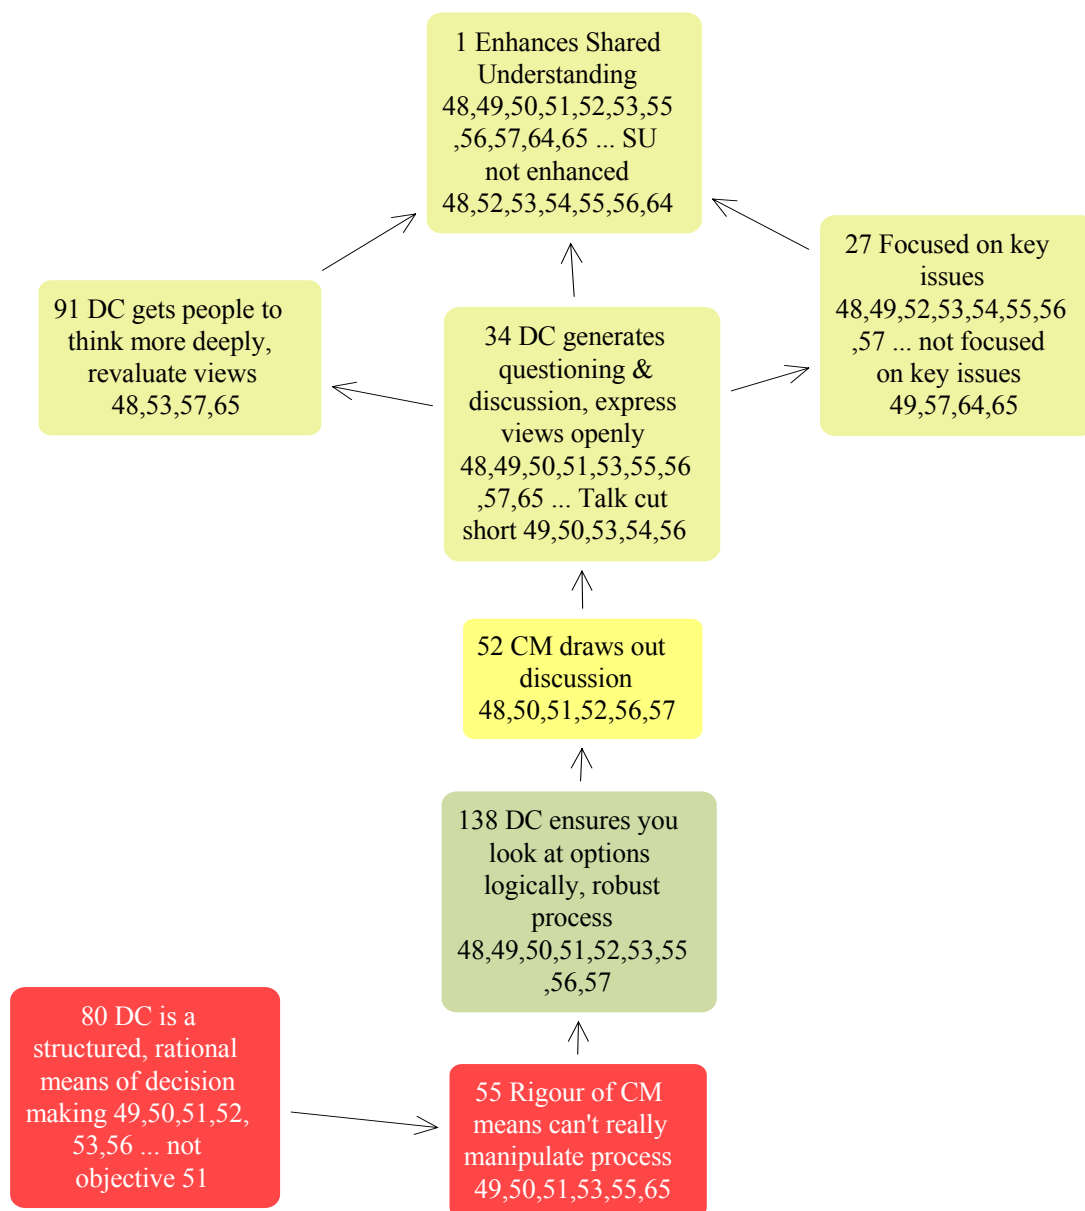 1 Enhances Shared
Understanding
48,49,50,51,52,53,55
,56,57,64,65 ... SU
not enhanced
48,52,53,54,55,56,64
27 Focused on key
issues
48,49,52,53,54,55,56
,57 ... not focused
on key issues
49,57,64,65
91 DC gets people to
think more deeply,
revaluate views
48,53,57,65
34 DC generates
questioning &
discussion, express
views openly
48,49,50,51,53,55,56
,57,65 ... Talk cut
short 49,50,53,54,56
52 CM draws out
discussion
48,50,51,52,56,57
138 DC ensures you
look at options
logically, robust
process
48,49,50,51,52,53,55
,56,57
80 DC is a
structured, rational
means of decision
making 49,50,51,52,
53,56 ... not
objective 51
55 Rigour of CM
means can't really
manipulate process
49,50,51,53,55,65